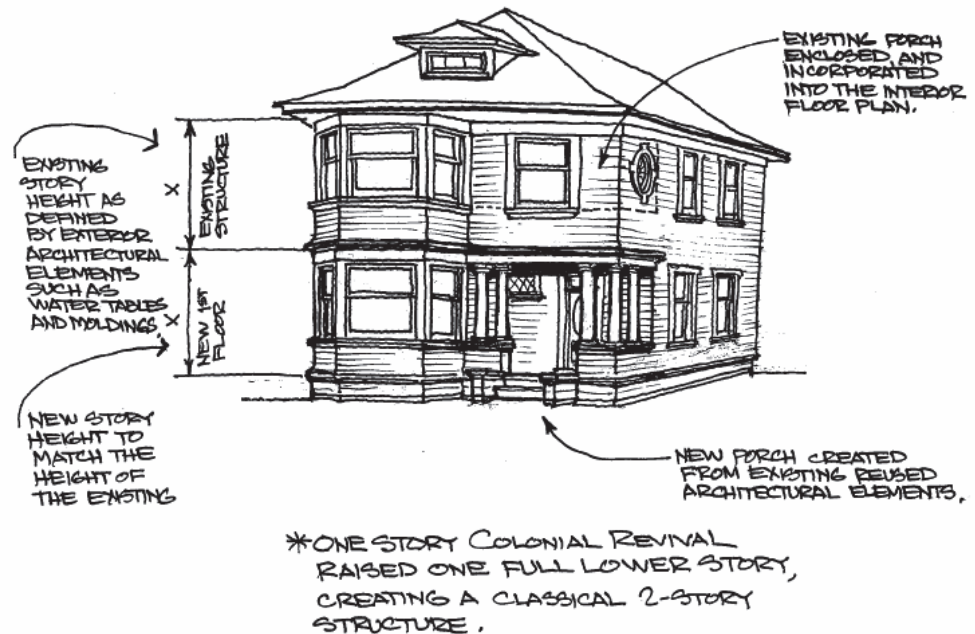 EXISTING PORCH
ENCLOSED, AND
INCORPORATED
INTO THE INTERIOR
FLOOR PLAN.
EXISTING
STORY
HEIGHT AS
DEFINED
BY EXTERIOR
ARCHITECTURAL
ELEMENTS
SUCH AS
WATER TABLES
AND MOLDINGS.
X
EXISTING
STRUCTURE
X
NEW 1ST
FLOOR
NEW STORY
HEIGHT TO
MATCH THE
HEIGHT OF
THE EXISTING
NEW PORCH CREATED
FROM EXISTING REUSED
ARCHITECTURAL ELEMENTS.
*ONE STORY COLONIAL REVIVAL
RAISED ONE FULL LOWER STORY,
CREATING A CLASSICAL 2-STORY
STRUCTURE.